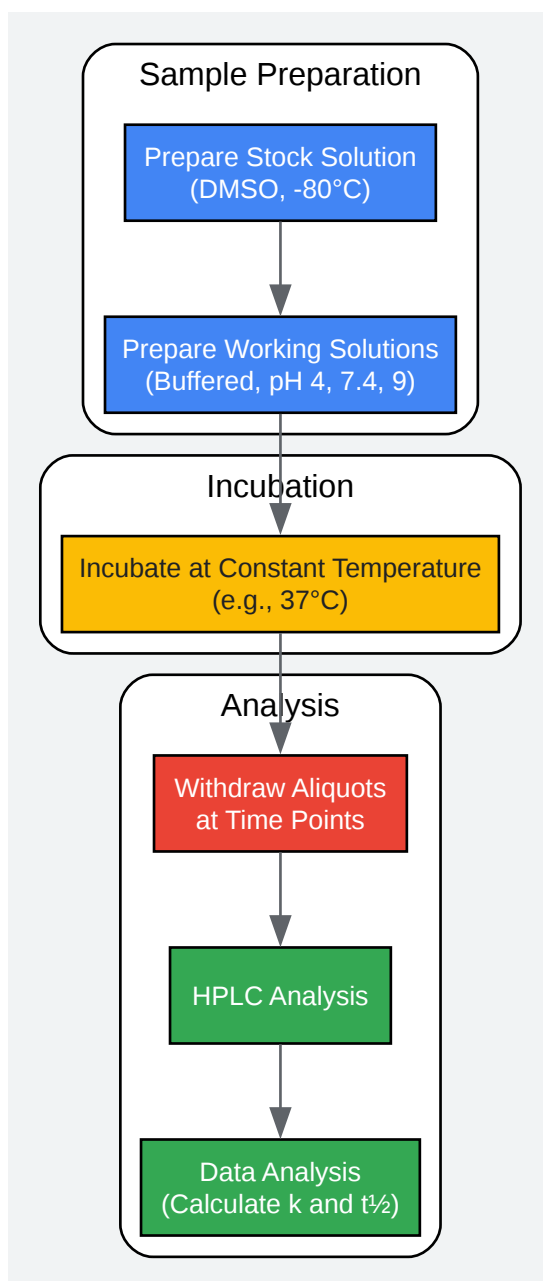 Sample Preparation
Prepare Stock Solution
(DMSO, -80°C)
Prepare Working Solutions
(Buffered, pH 4, 7.4, 9)
Incubation
Incubate at Constant Temperature
(e.g., 37°C)
Analysis
Withdraw Aliquots
at Time Points
HPLC Analysis
Data Analysis
(Calculate k and t½)